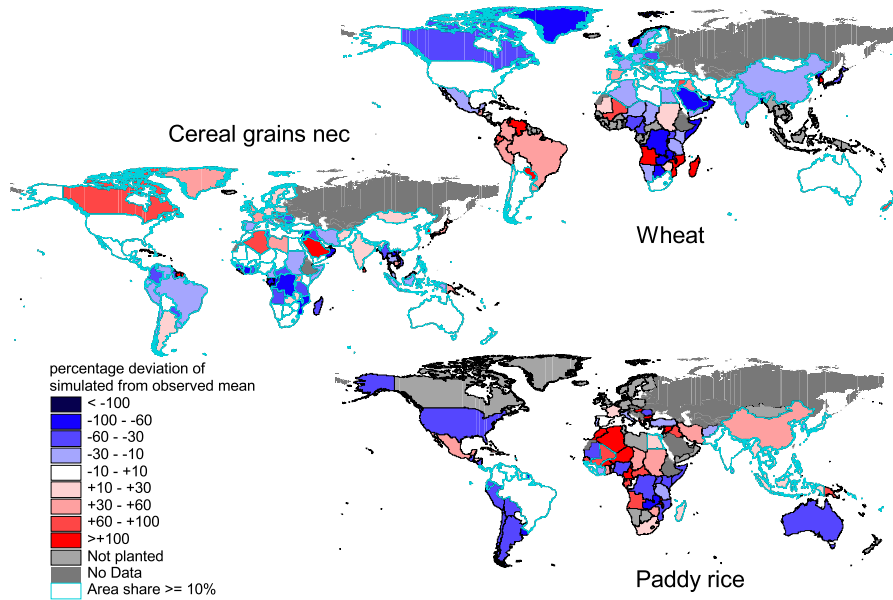 Cereal grains nec
Wheat
percentage deviation of
simulated from observed mean
< -100
-100 - -60
-60 - -30
-30 - -10
-10 - +10
+10 - +30
+30 - +60
+60 - +100
>+100
Not planted
No Data
Area share >= 10%
Paddy rice